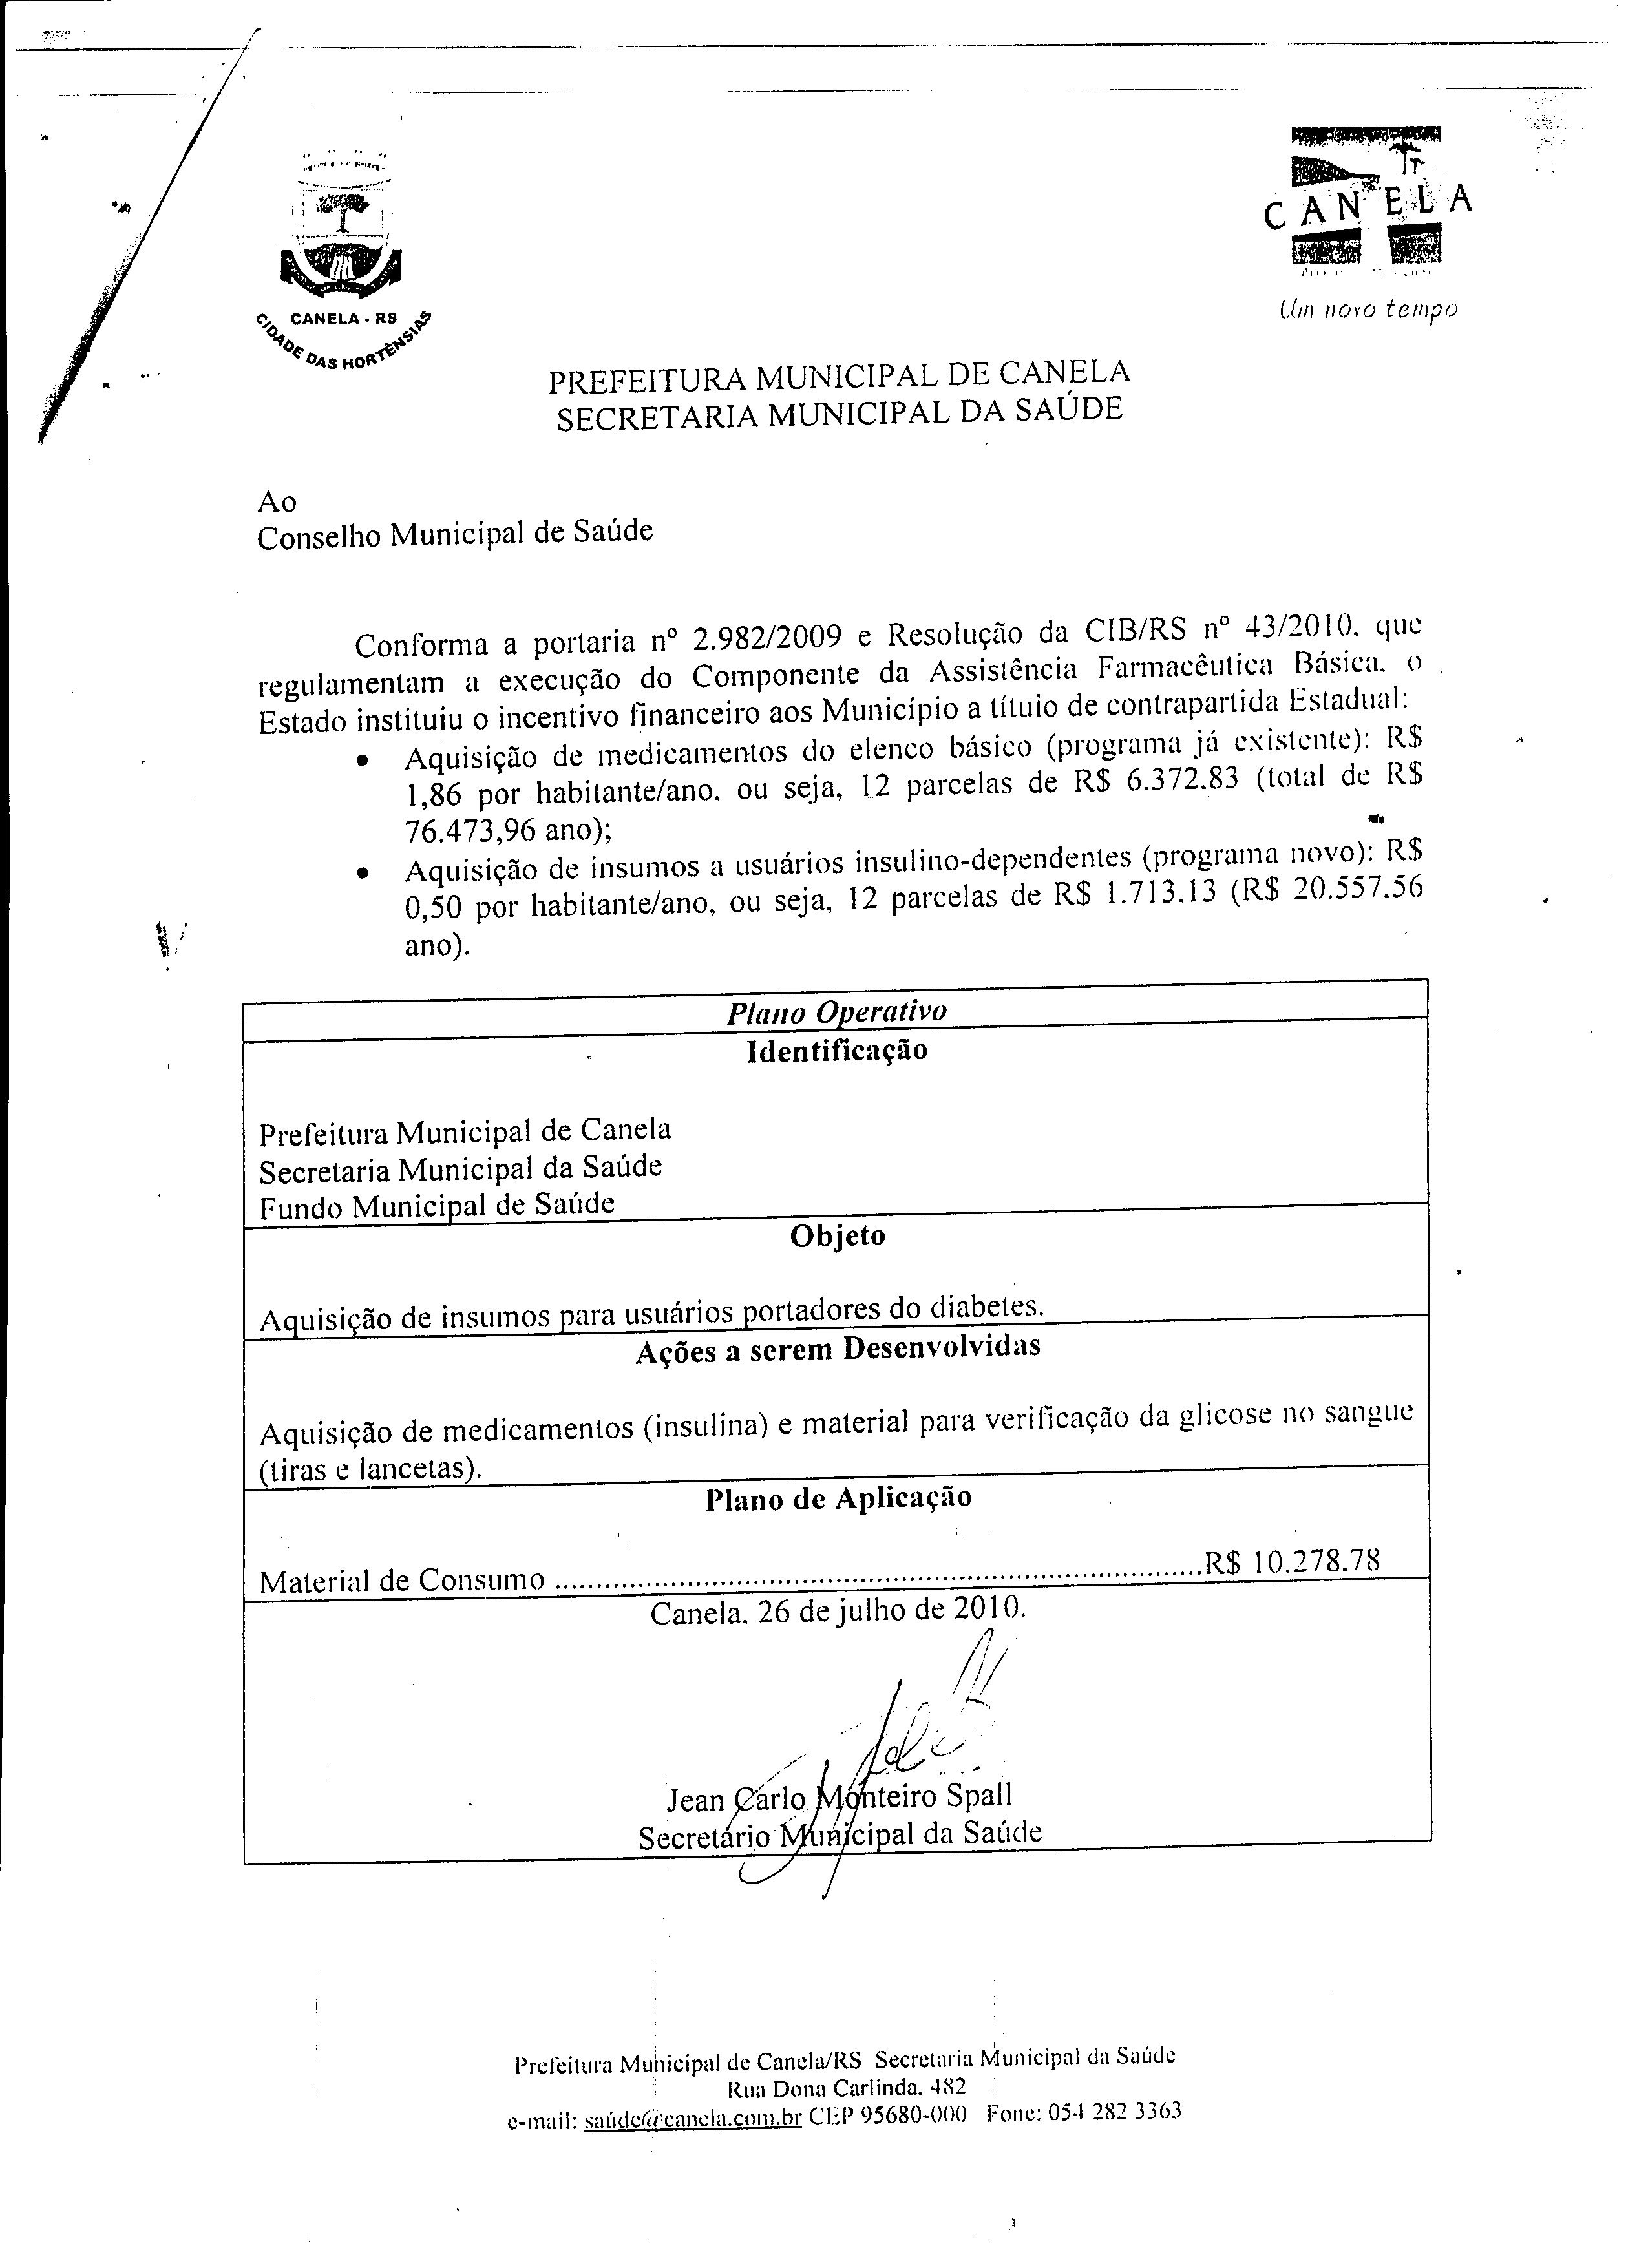 CANELA - RS
CIDADE DAS HORTÊNSIAS
CANELA
Um novo tempo
PREFEITURA MUNICIPAL DE CANELA
SECRETARIA MUNICIPAL DA SAÚDE
Ao
Conselho Municipal de Saúde
Conforma a portaria nº 2.982/2009 e Resolução da CIB/RS nº 43/2010. que
regulamentam a execução do Componente da Assistência Farmacêutica Básica. o
Estado instituiu o incentivo financeiro aos Município a títuio de contrapartida Estadual:
• Aquisição de medicamentos do elenco básico (programa já existente): R$
1,86 por habitante/ano. ou seja, 12 parcelas de R$ 6.372.83 (total de R$
76.473,96 ano);
• Aquisição de insumos a usuários insulino-dependentes (programa novo): R$
0,50 por habitante/ano, ou seja, 12 parcelas de R$ 1.713.13 (R$ 20.557.56
ano).
Plano Operativo
Identificação
Prefeitura Municipal de Canela
Secretaria Municipal da Saúde
Fundo Municipal de Saúde
Objeto
Aquisição de insumos para usuários portadores do diabetes.
Ações a serem Desenvolvidas
Aquisição de medicamentos (insulina) e material para verificação da glicose no sangue
(tiras e lancetas).
Plano de Aplicação
Material de Consumo ................................................................................R$ 10.278.78
Canela. 26 de julho de 2010.
Jean Carlo Monteiro Spall
Secretário Municipal da Saúde
Prefeitura Municipal de Canela/RS Secretaria Municipal da Saúde
Rua Dona Carlinda. 482
e-mail: saúde@canela.com.br CEP 95680-000 Fone: 054 282 3363